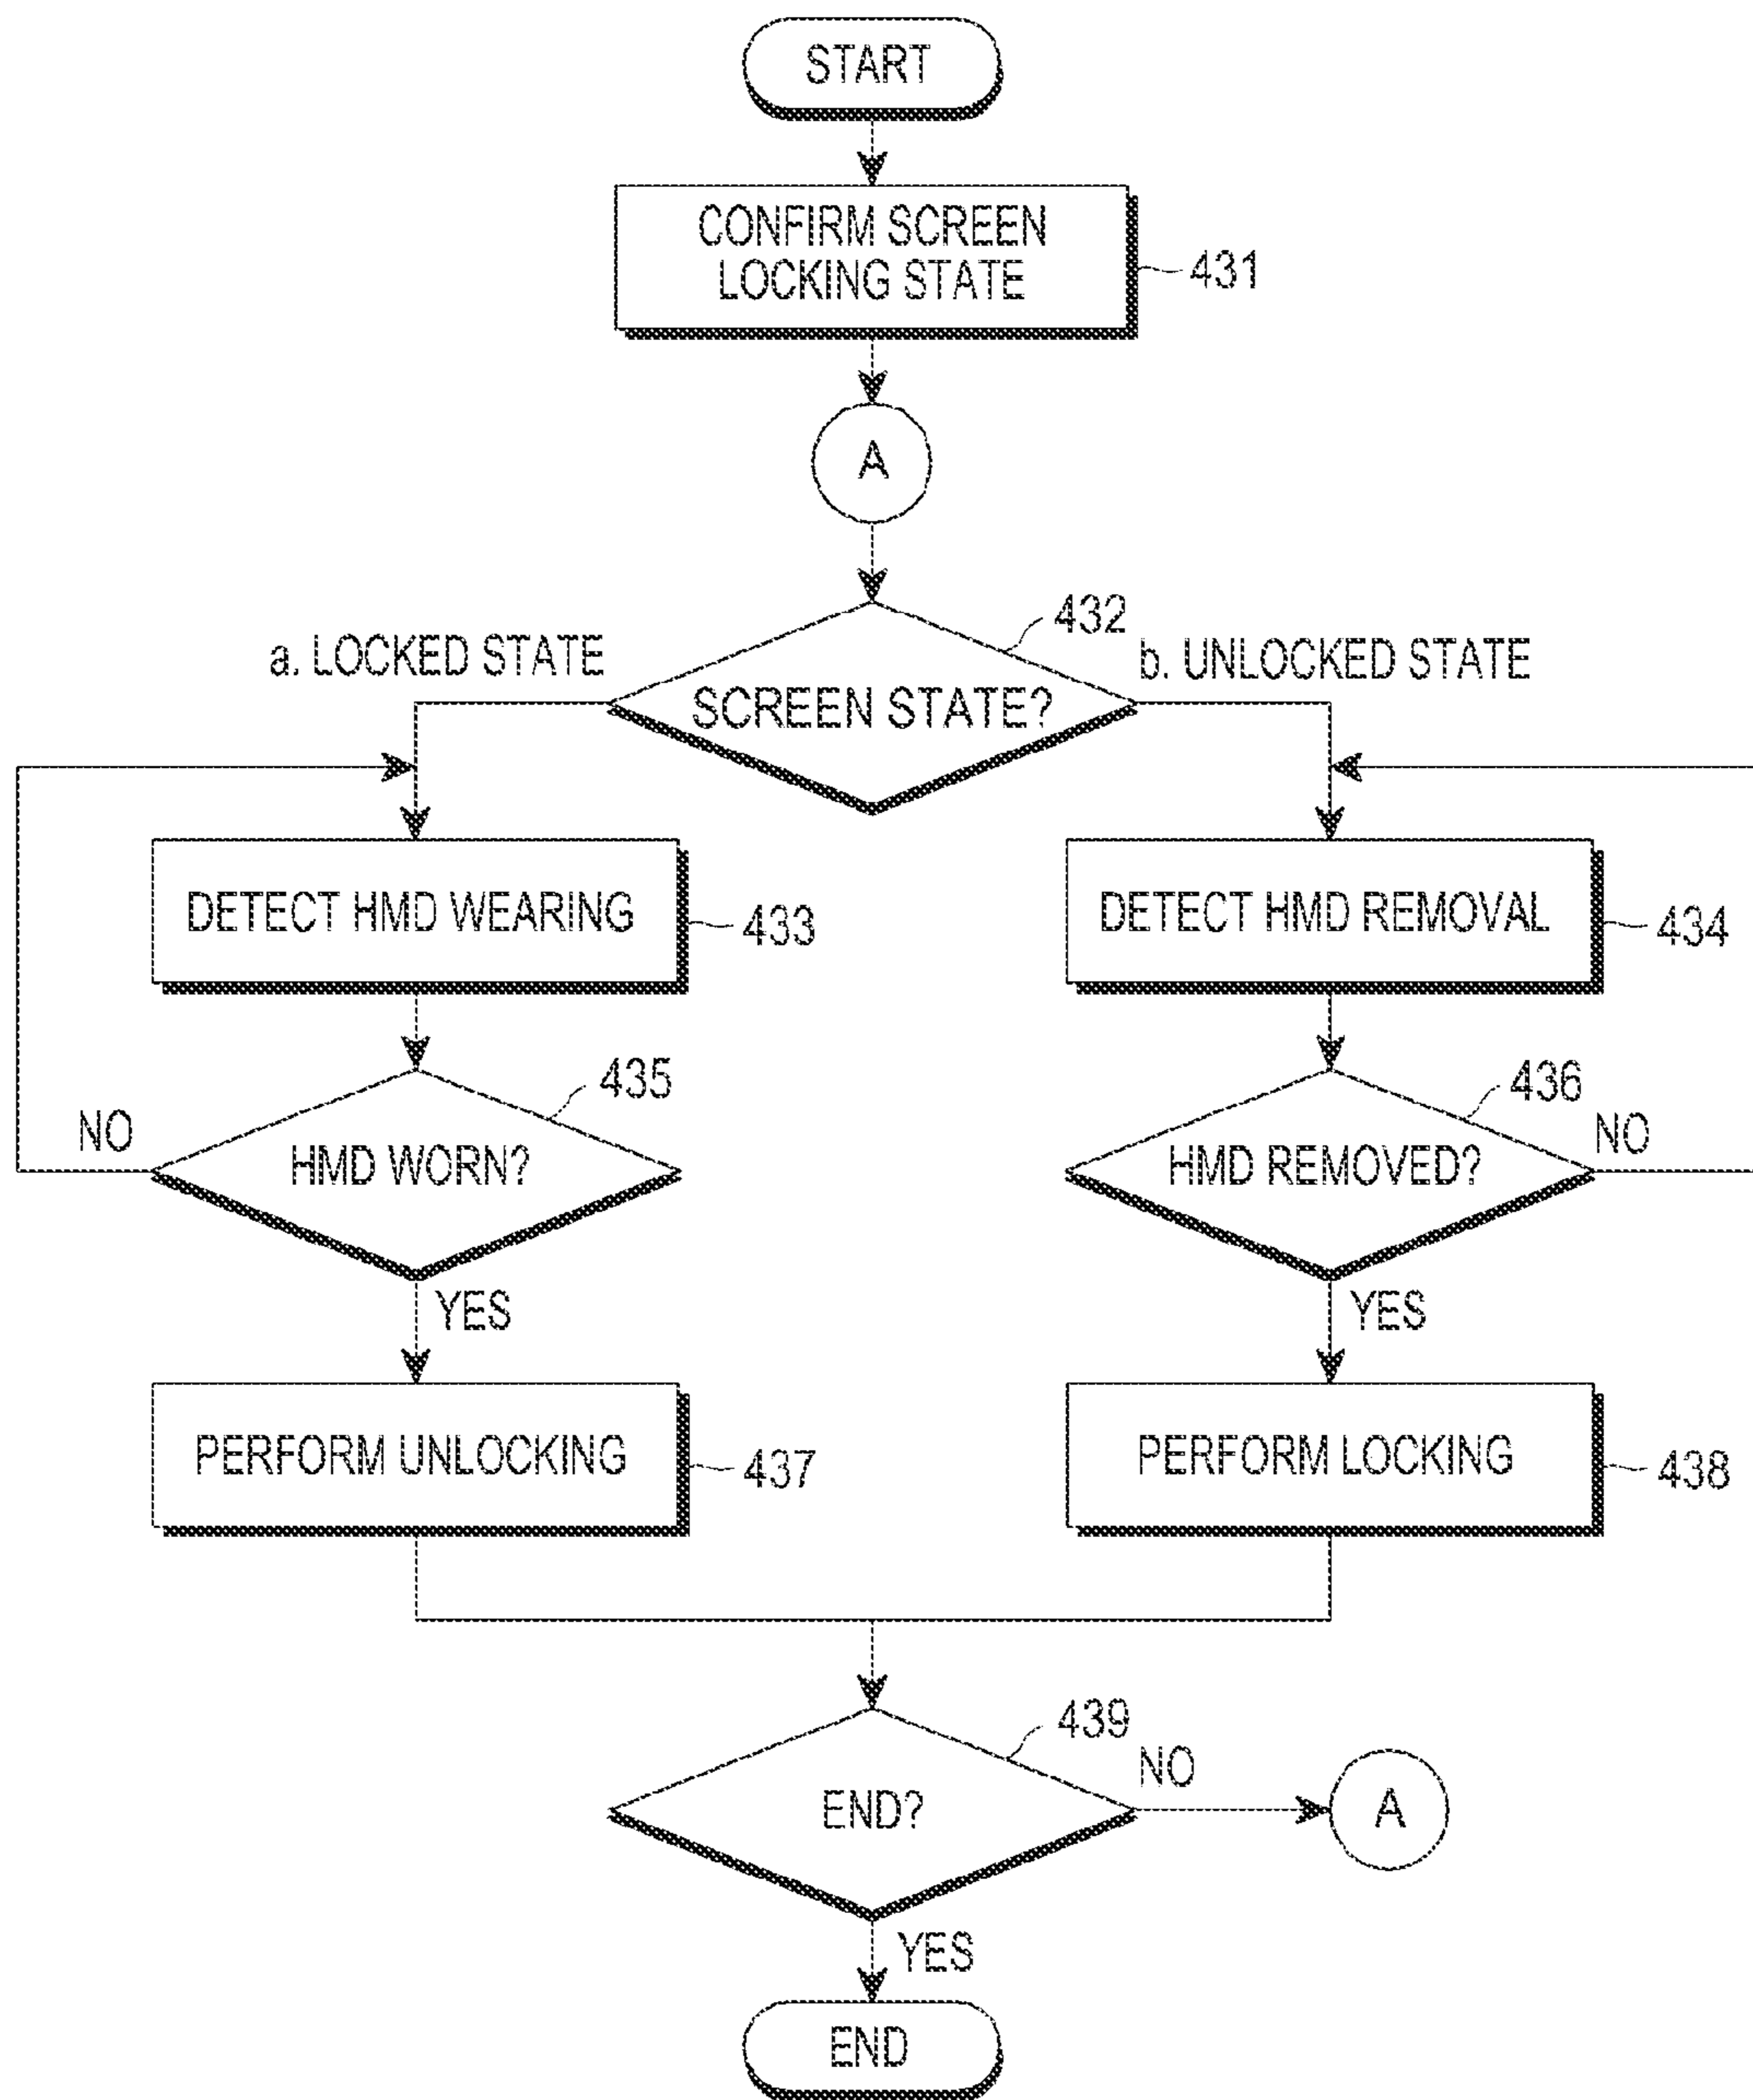 START
CONFIRM SCREEN
LOCKING STATE
431
A
432
a. LOCKED STATE
b. UNLOCKED STATE
SCREEN STATE?
DETECT HMD WEARING
433
DETECT HMD REMOVAL
434
435
436
NO
HMD WORN?
HMD REMOVED?
NO
YES
YES
PERFORM UNLOCKING
437
PERFORM LOCKING
438
439
NO
END?
A
YES
END